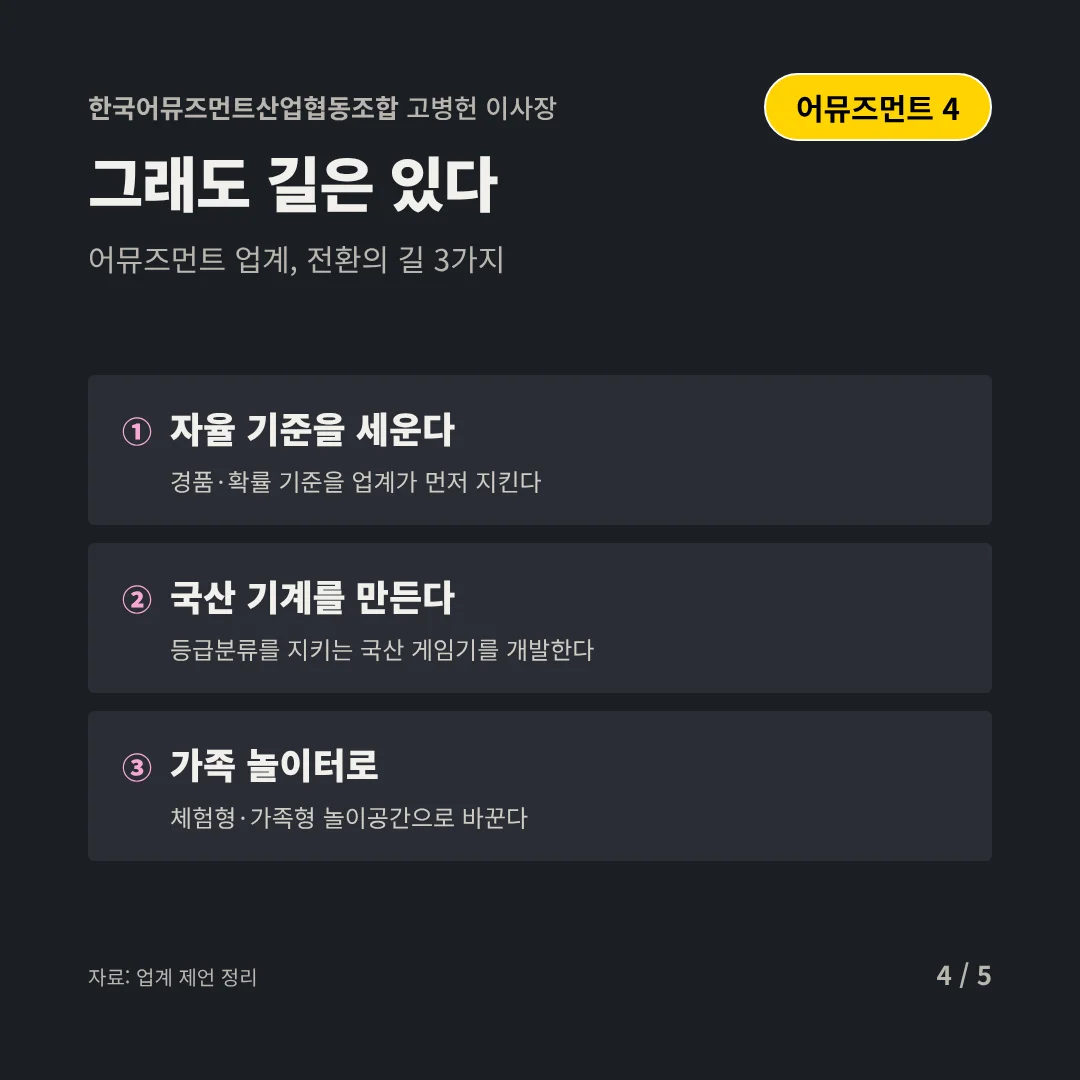 한국어뮤즈먼트산업협동조합 고병헌 이사장
어뮤즈먼트 4
그래도 길은 있다
어뮤즈먼트 업계, 전환의 길 3가지
① 자율 기준을 세운다
경품·확률 기준을 업계가 먼저 지킨다
② 국산 기계를 만든다
등급분류를 지키는 국산 게임기를 개발한다
③ 가족 놀이터로
체험형·가족형 놀이공간으로 바꾼다
자료: 업계 제언 정리
4 / 5